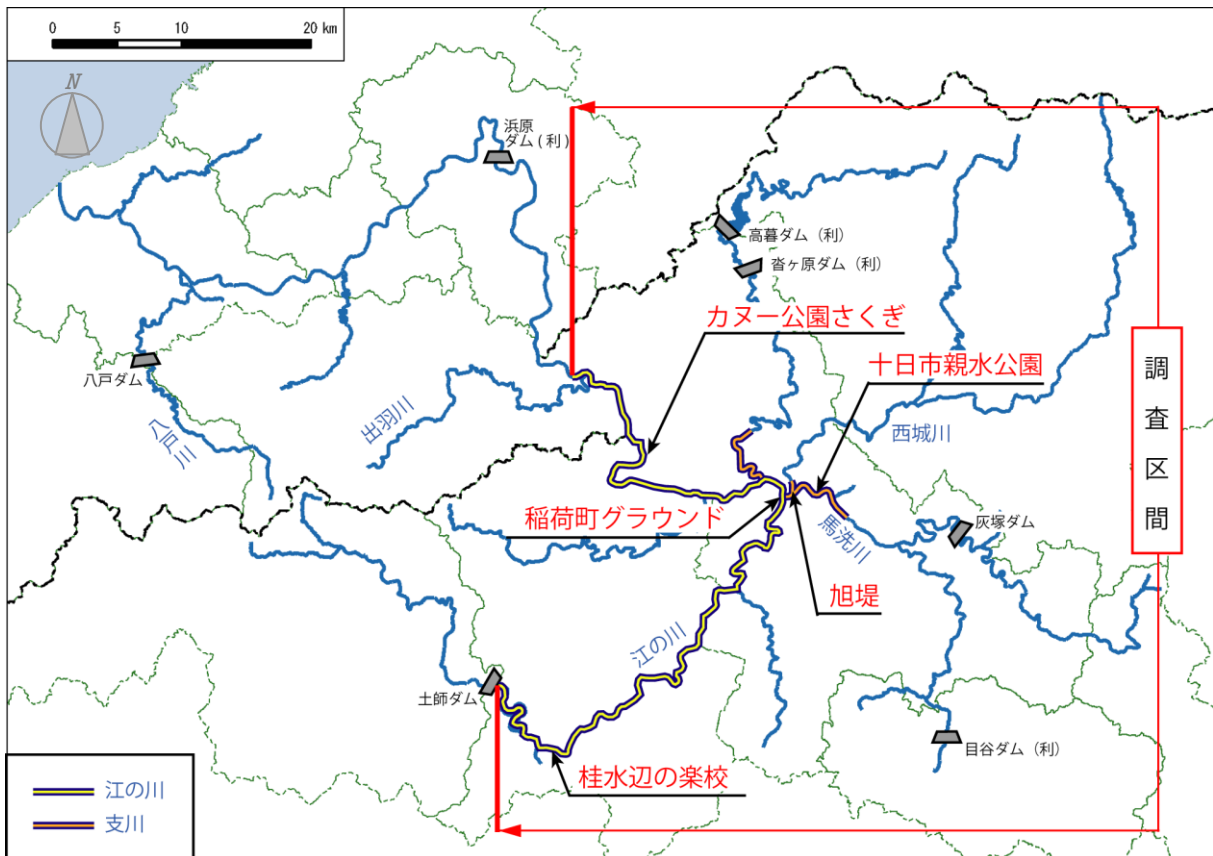 0 5 10 20 km
N
浜原
ダム(利)
高暮ダム（利）
沓ヶ原ダム（利）
カヌー公園さくぎ
十日市親水公園
調査区間
八戸ダム
八戸川
出羽川
西城川
稲荷町グラウンド
馬洗川
灰塚ダム
旭堤
江の川
土師ダム
目谷ダム（利）
桂水辺の楽校
江の川
支川